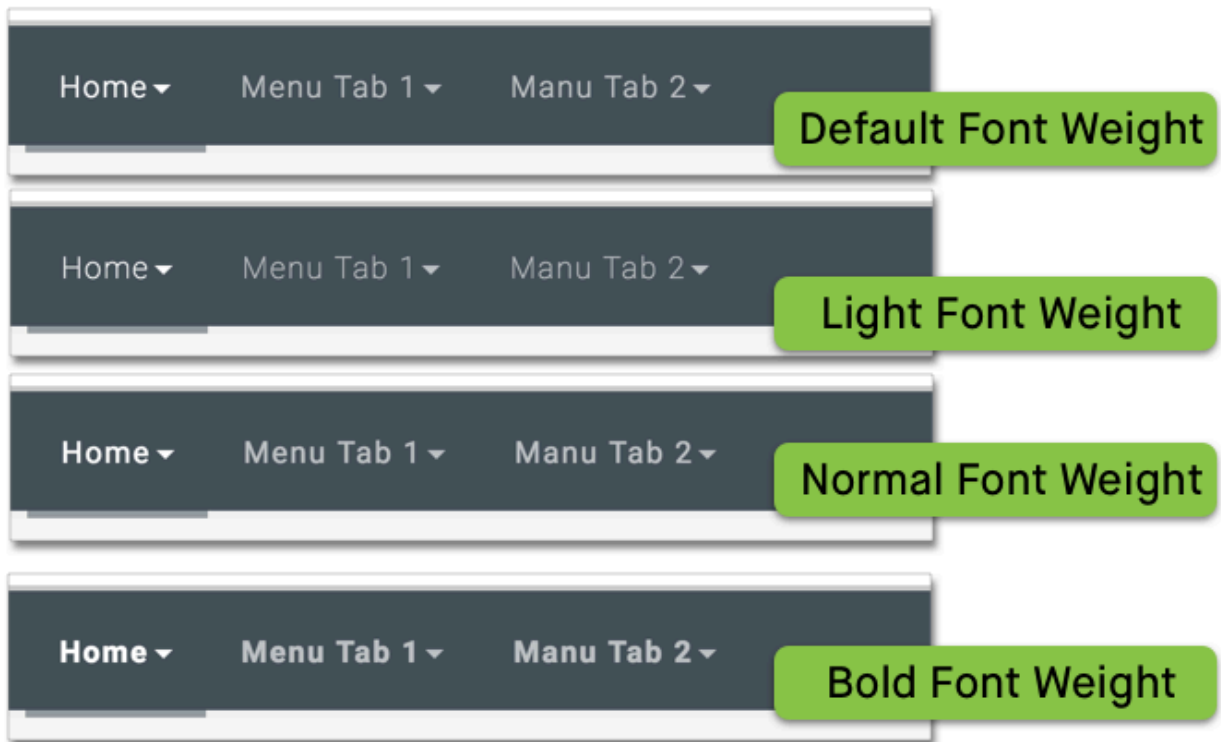 Home Menu Tab 1 Manu Tab 2
Default Font Weight
Home Menu Tab 1 Manu Tab 2
Light Font Weight
Home Menu Tab 1 Manu Tab 2
Normal Font Weight
Home Menu Tab 1 Manu Tab 2
Bold Font Weight